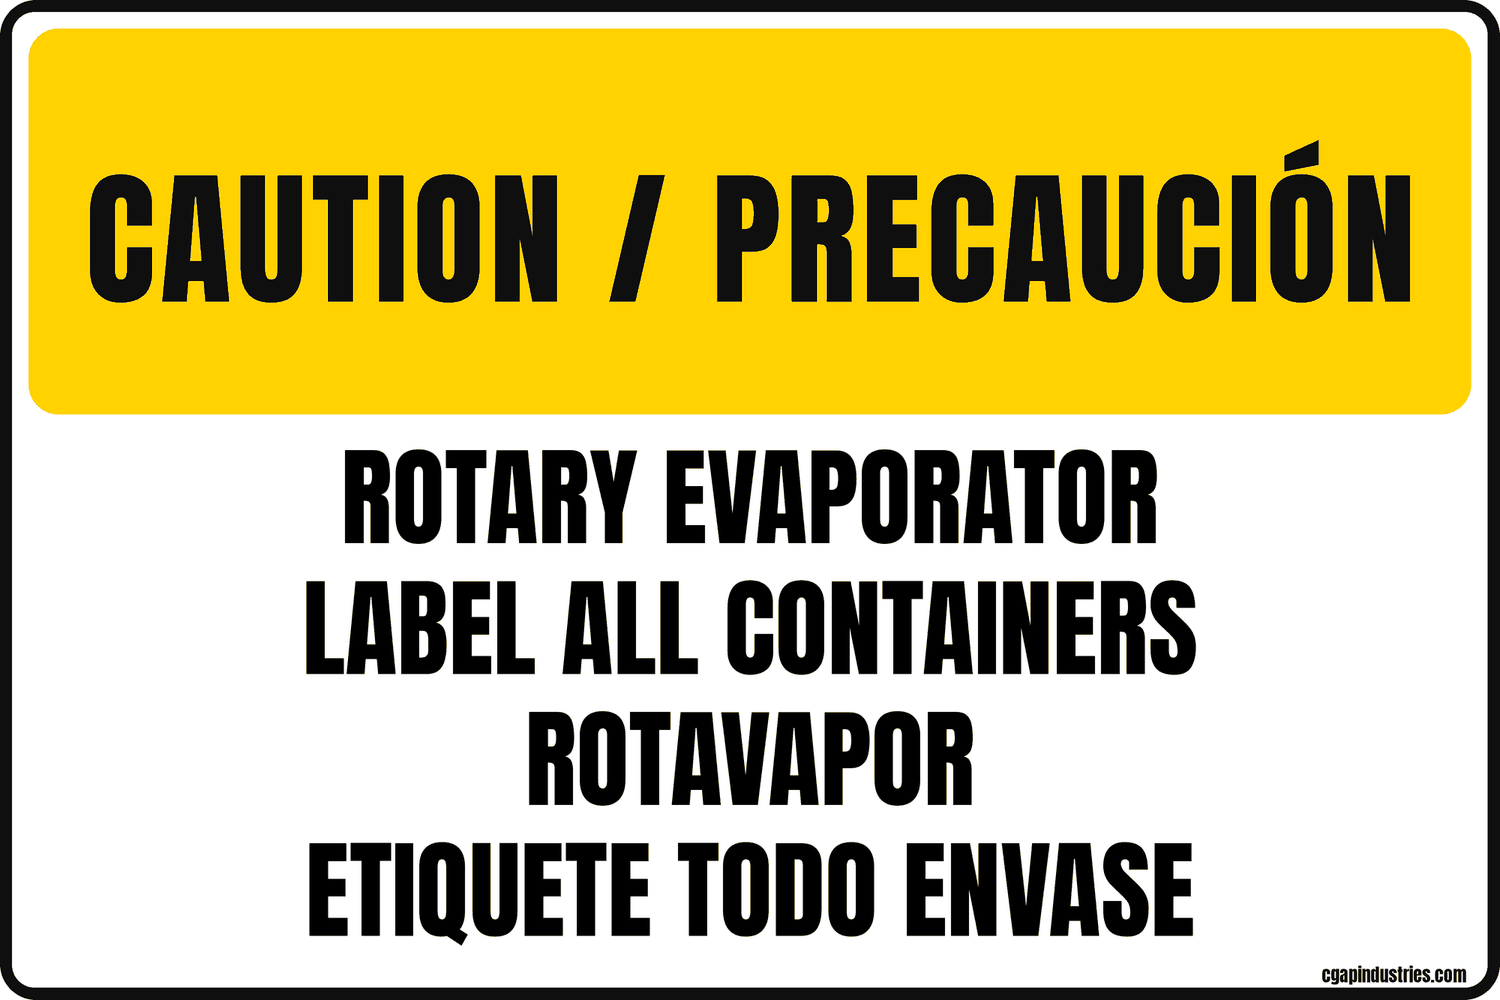 CAUTION / PRECAUCIÓN
ROTARY EVAPORATOR
LABEL ALL CONTAINERS
ROTAVAPOR
ETIQUETE TODO ENVASE
cgapindustries.com